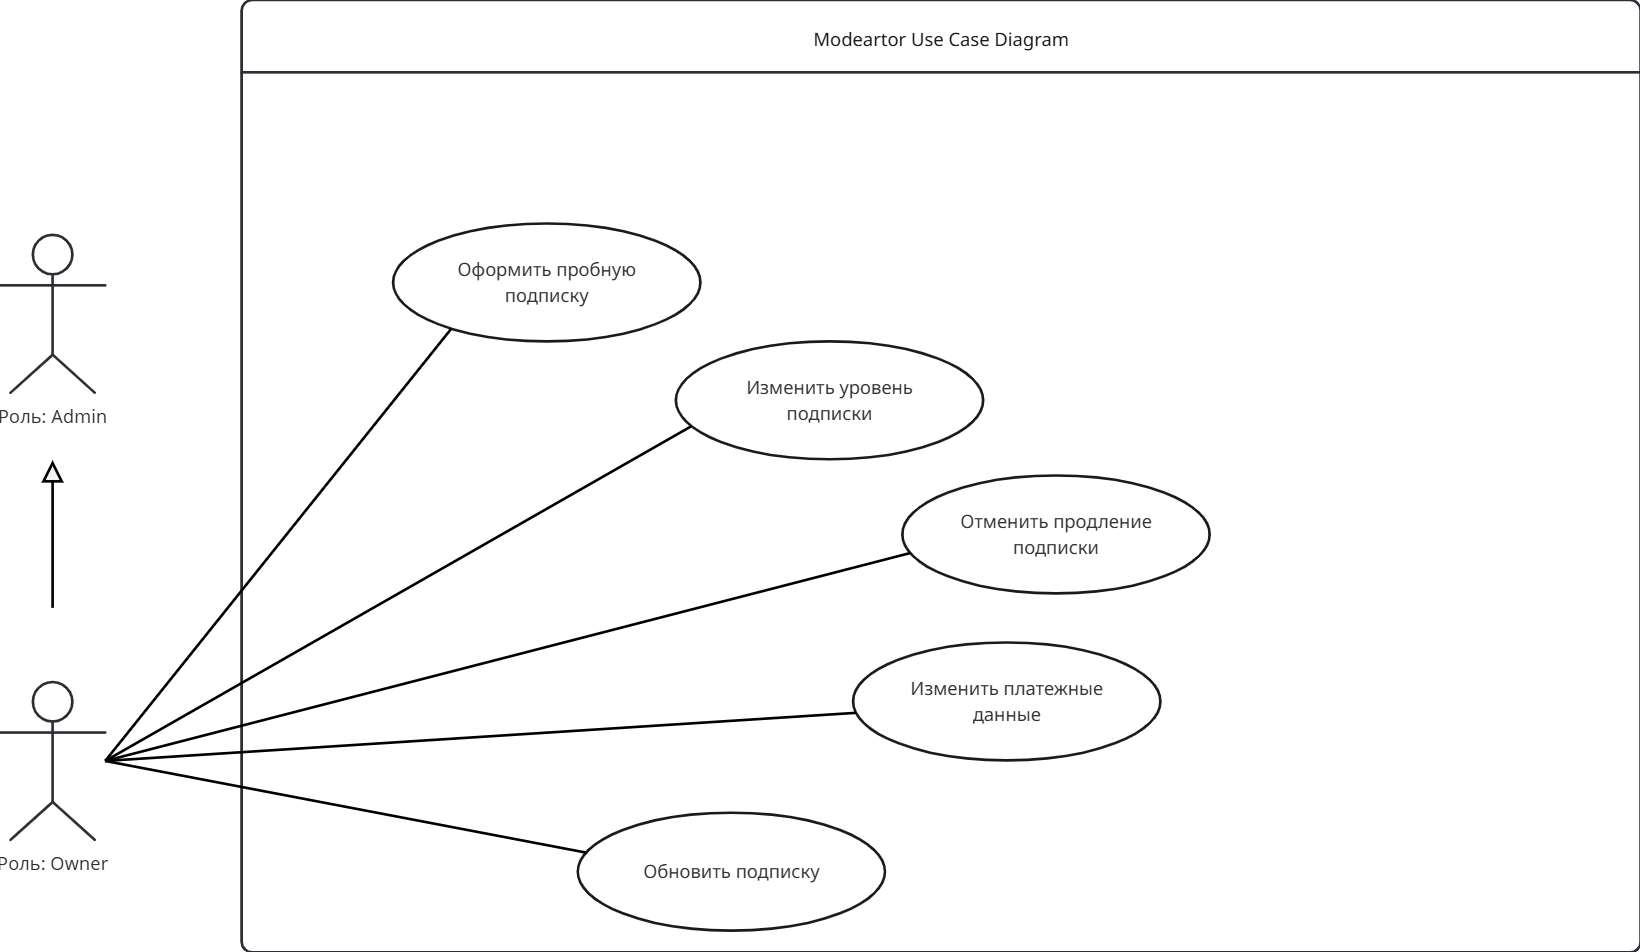 Modeartor Use Case Diagram
Оформить пробную
подписку
Изменить уровень
подписки
Роль: Admin
Отменить продление
подписки
Изменить платежные
данные
Роль: Owner
Обновить подписку